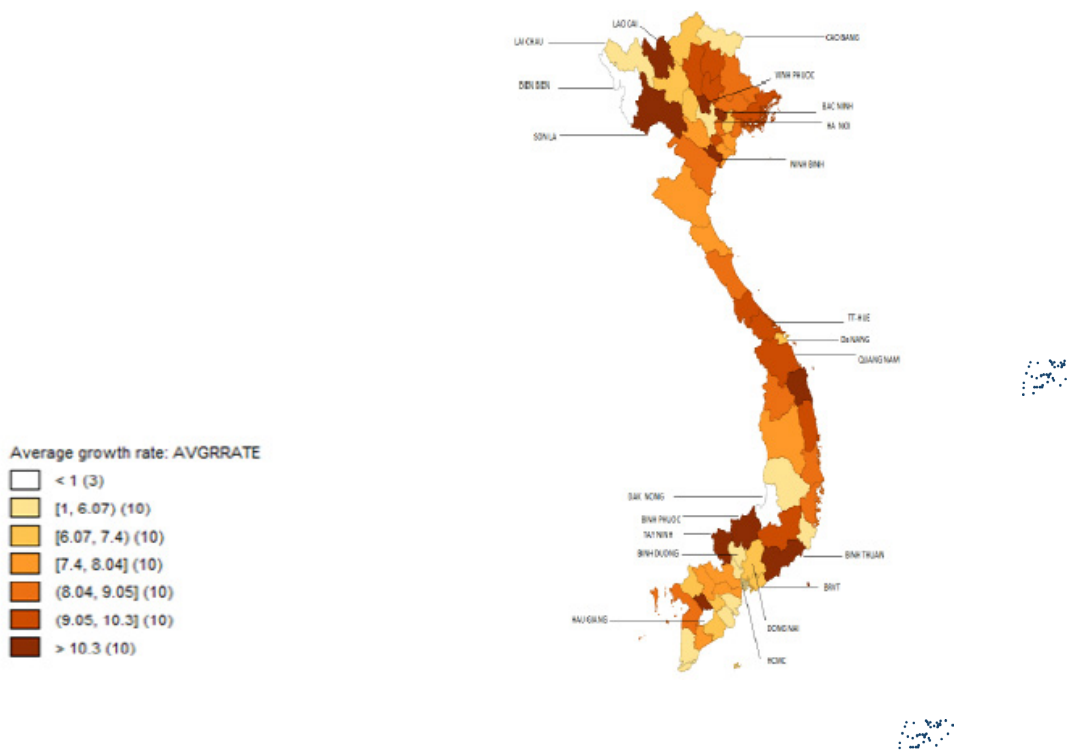 LAO CAI
LAI CHAU
CAO BANG
VINH PHUOC
DIEN BIEN
BAC NINH
HA NOI
SON LA
NINH BINH
TT-HUE
Da NANG
QUANG NAM
Average growth rate: AVGRRATE
< 1 (3)
[1, 6.07) (10)
[6.07, 7.4) (10)
[7.4, 8.04] (10)
(8.04, 9.05] (10)
(9.05, 10.3] (10)
> 10.3 (10)
DAK NONG
BINH PHUOC
TAY NINH
BINH DUONG
BINH THUAN
BRVT
HAU GIANG
DONG NAI
HCMC